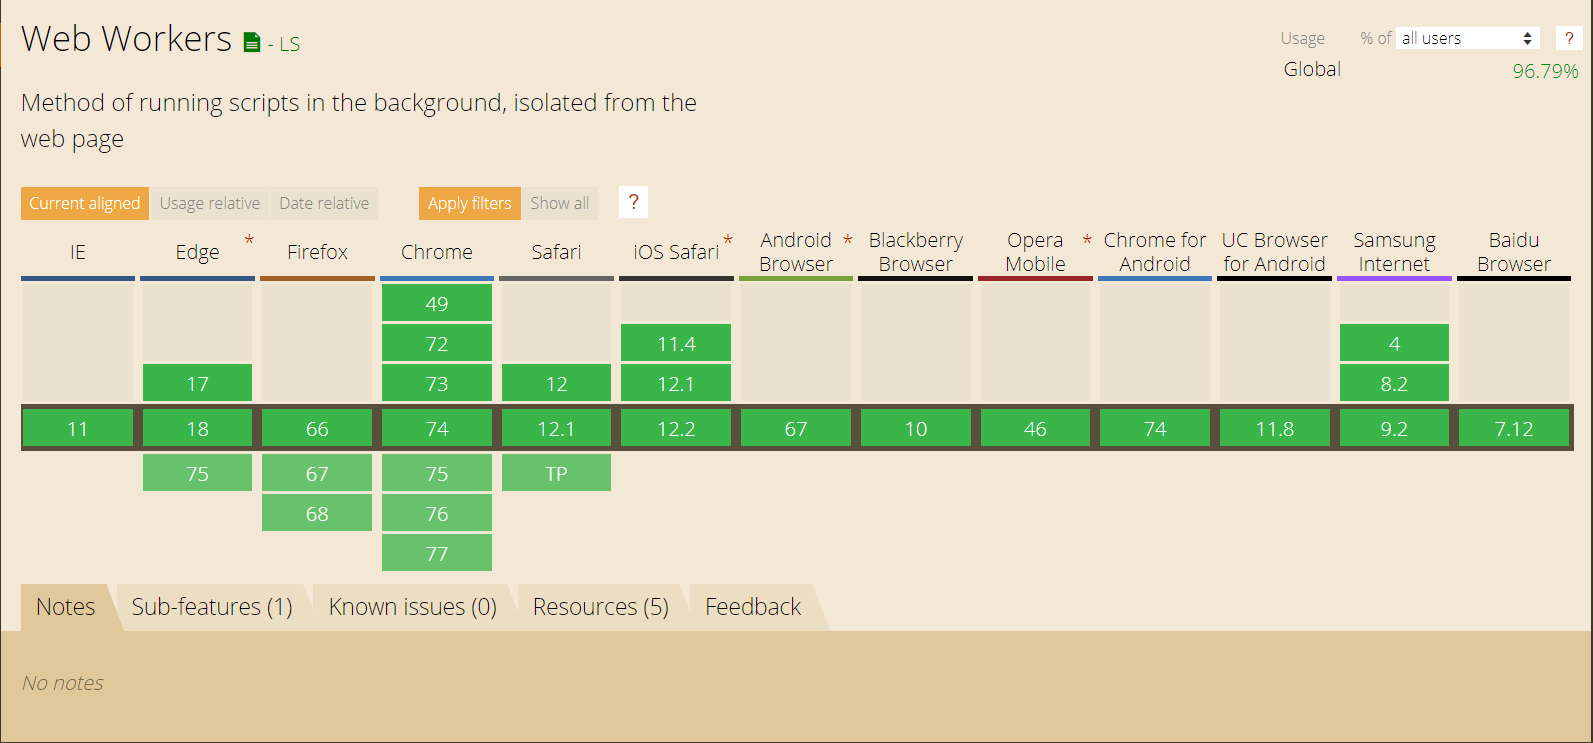 Web Workers - LS
Usage % of all users ?
Global 96.79%
Method of running scripts in the background, isolated from the
web page
Current aligned Usage relative Date relative Apply filters Show all ?
IE Edge * Firefox Chrome Safari iOS Safari * Android Browser * Blackberry Browser Opera Mobile * Chrome for Android UC Browser for Android Samsung Internet Baidu Browser
49
72 11.4 4
17 73 12 12.1 8.2
11 18 66 74 12.1 12.2 67 10 46 74 11.8 9.2 7.12
75 67 75 TP
68 76
77
Notes Sub-features (1) Known issues (0) Resources (5) Feedback
No notes